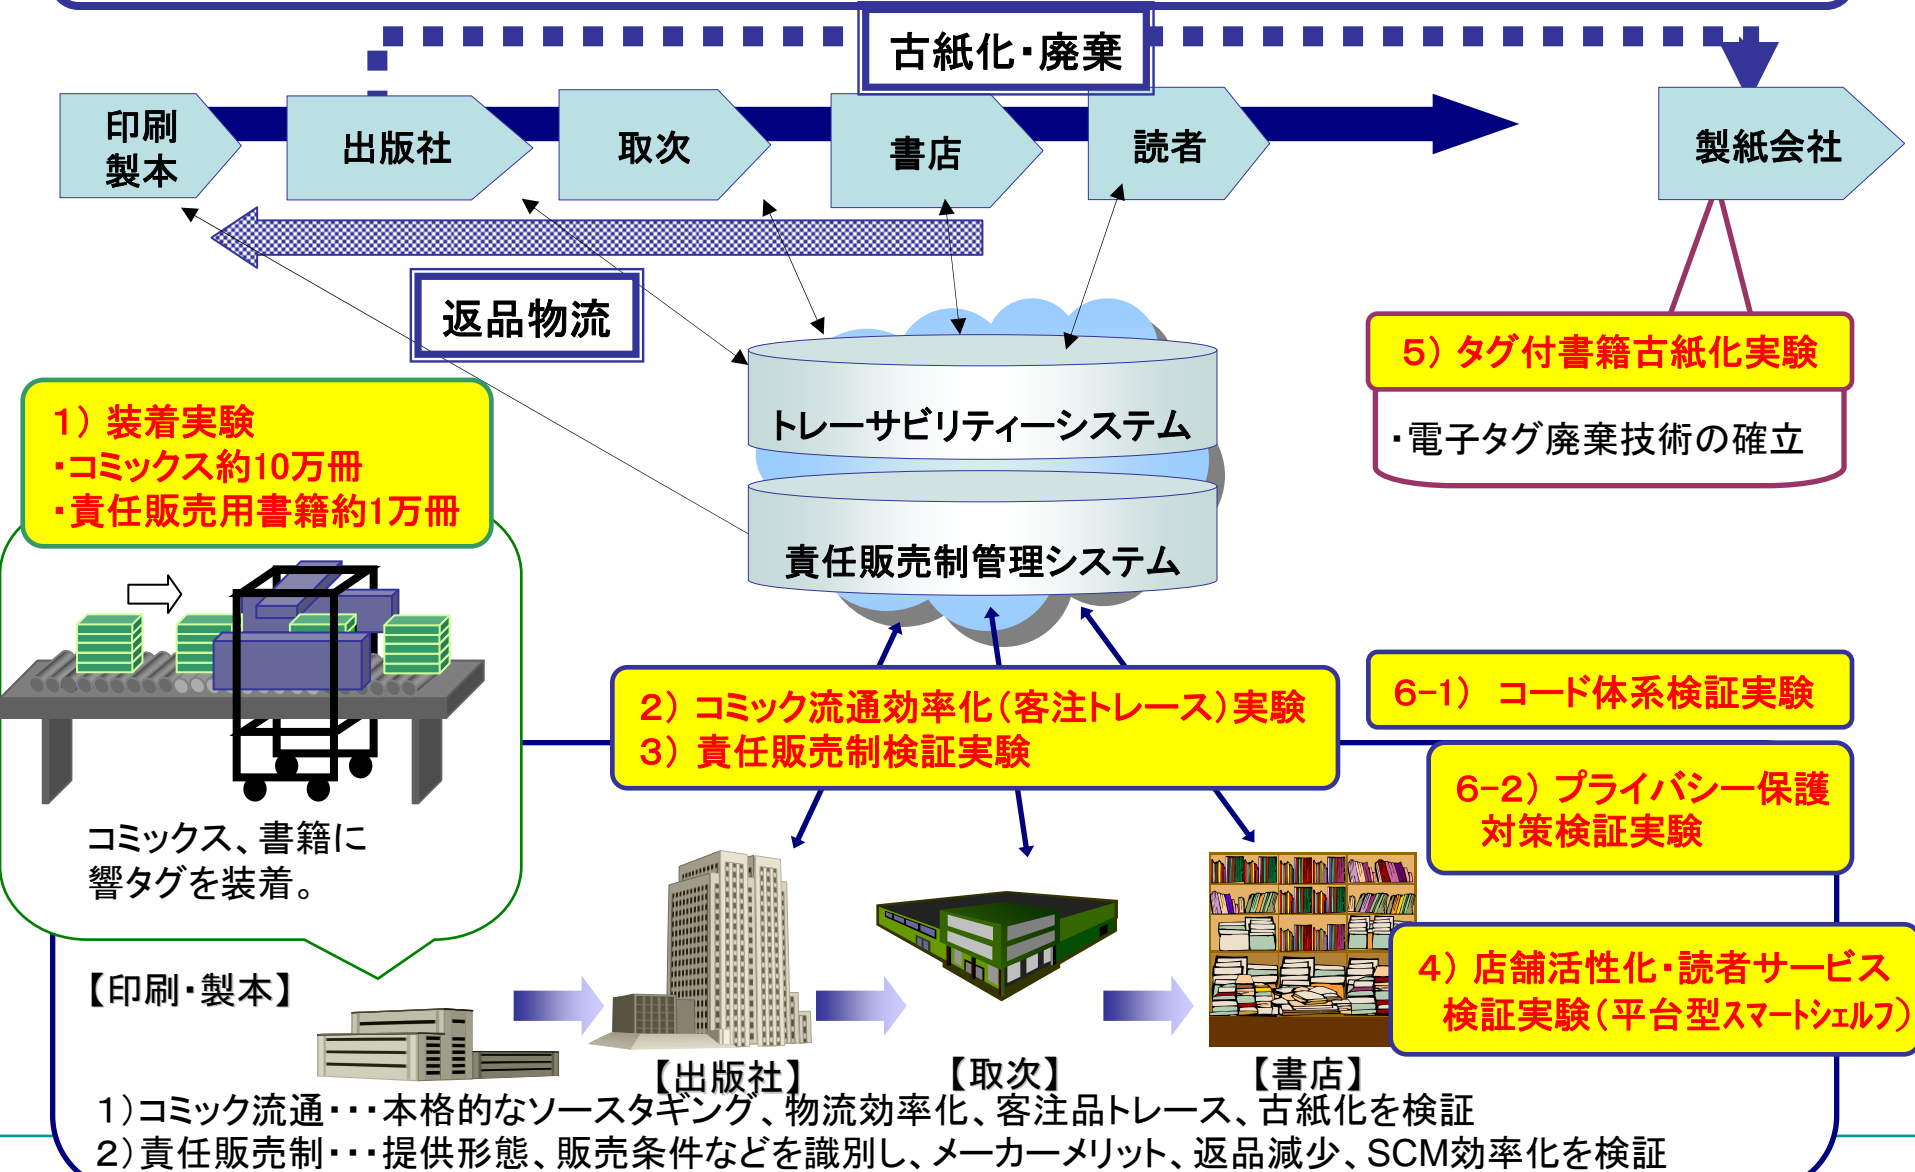 古紙化・廃棄
印刷
製本
出版社
取次
書店
読者
製紙会社
返品物流
トレーサビリティーシステム
責任販売制管理システム
5）タグ付書籍古紙化実験
・電子タグ廃棄技術の確立
1）装着実験
・コミックス約10万冊
・責任販売用書籍約1万冊
コミックス、書籍に
響タグを装着。
2）コミック流通効率化（客注トレース）実験
3）責任販売制検証実験
6-1） コード体系検証実験
6-2）プライバシー保護
対策検証実験
4）店舗活性化・読者サービス
検証実験（平台型スマートシェルフ）
【印刷・製本】
【出版社】
【取次】
【書店】
1）コミック流通・・・本格的なソースタギング、物流効率化、客注品トレース、古紙化を検証
2）責任販売制・・・提供形態、販売条件などを識別し、メーカーメリット、返品減少、SCM効率化を検証